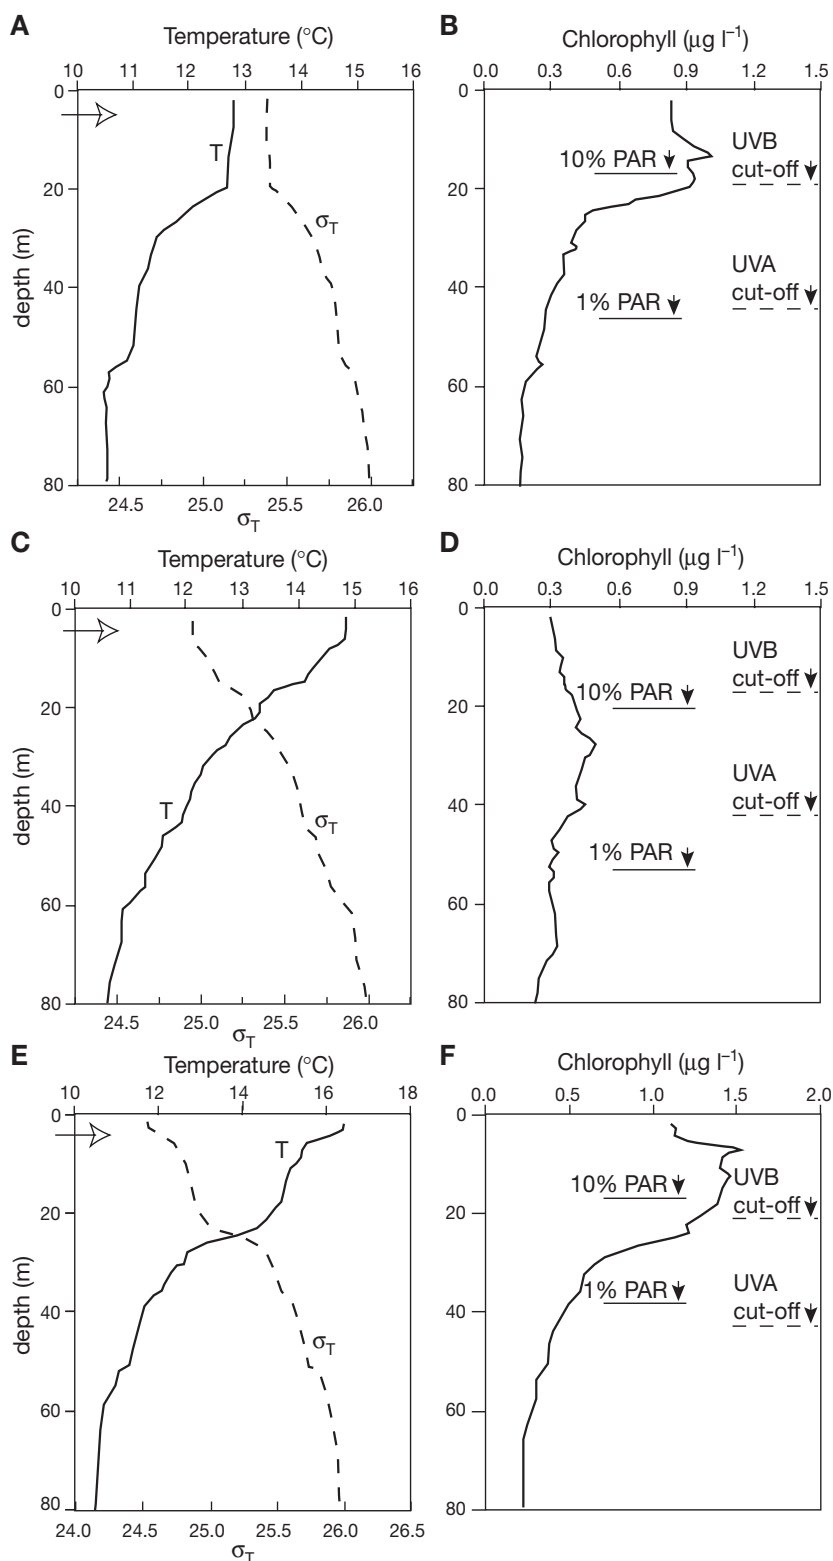 A
Temperature (°C)
10 11 12 13 14 15 16
0
20
40
60
80
depth (m)
T
σT
24.5 25.0 25.5 26.0
σT
B
Chlorophyll (μg l⁻¹)
0.0 0.3 0.6 0.9 1.2 1.5
0
20
40
60
80
UVB
cut-off
10% PAR
UVA
cut-off
1% PAR
C
Temperature (°C)
10 11 12 13 14 15 16
0
20
40
60
80
depth (m)
T
σT
24.5 25.0 25.5 26.0
σT
D
Chlorophyll (μg l⁻¹)
0.0 0.3 0.6 0.9 1.2 1.5
0
20
40
60
80
UVB
cut-off
10% PAR
UVA
cut-off
1% PAR
E
Temperature (°C)
10 12 14 16 18
0
20
40
60
80
depth (m)
T
σT
24.0 24.5 25.0 25.5 26.0 26.5
σT
F
Chlorophyll (μg l⁻¹)
0.0 0.5 1.0 1.5 2.0
0
20
40
60
80
UVB
cut-off
10% PAR
UVA
cut-off
1% PAR